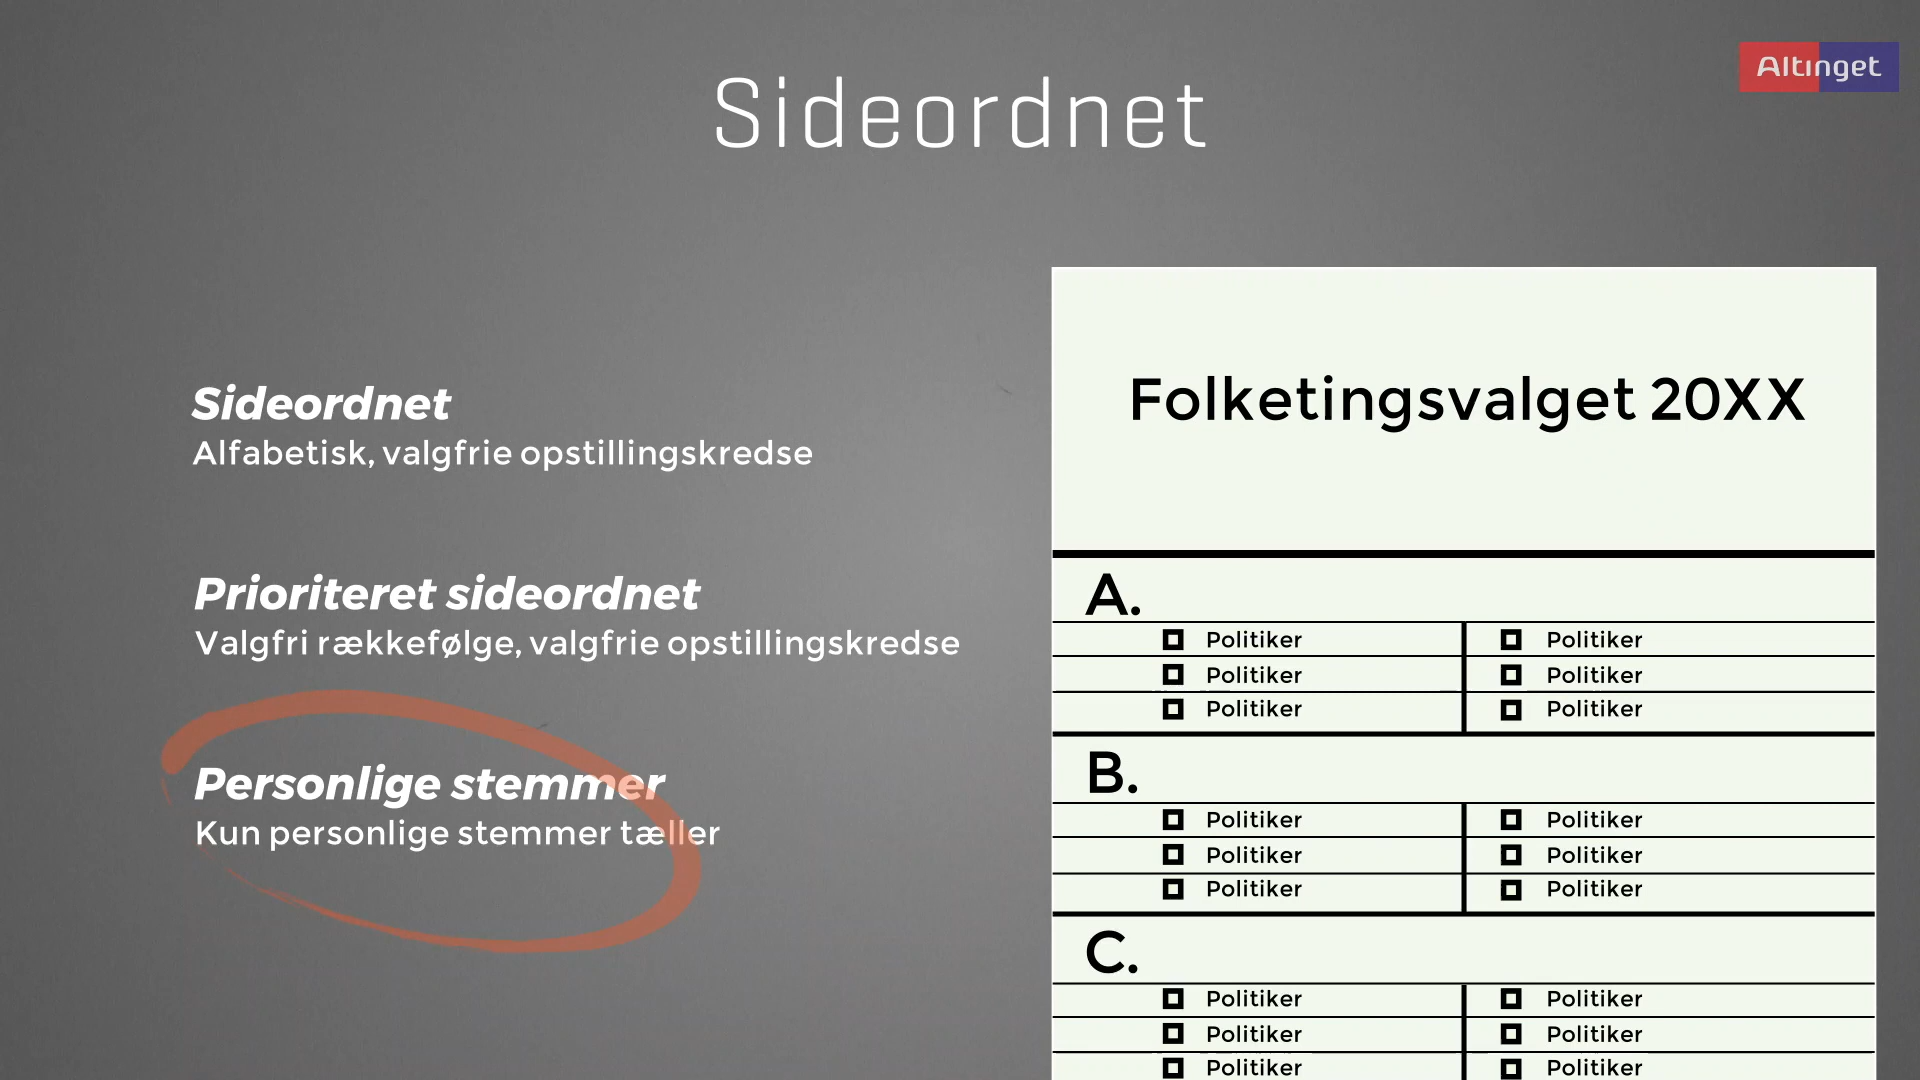 Altinget
Sideordnet
Sideordnet
Alfabetisk, valgfrie opstillingskredse
Prioriteret sideordnet
Valgfri rækkefølge, valgfrie opstillingskredse
Personlige stemmer
Kun personlige stemmer tæller
Folketingsvalget 20XX
A.
Politiker Politiker
Politiker Politiker
Politiker Politiker
B.
Politiker Politiker
Politiker Politiker
Politiker Politiker
C.
Politiker Politiker
Politiker Politiker
Politiker Politiker